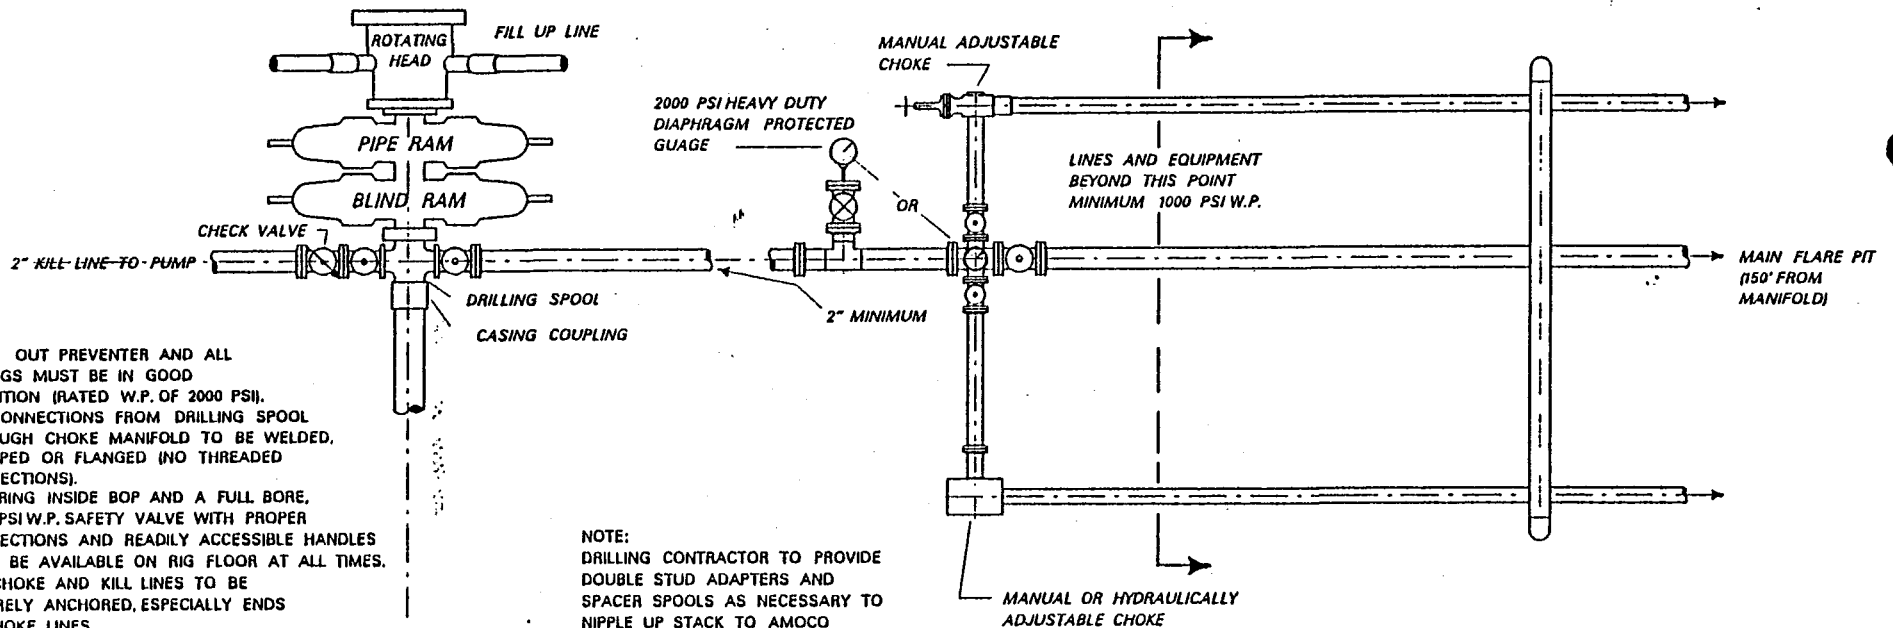 ROTATING
HEAD
FILL UP LINE
PIPE RAM
BLIND RAM
CHECK VALVE
2" KILL LINE TO PUMP
DRILLING SPOOL
CASING COUPLING
2000 PSI HEAVY DUTY
DIAPHRAGM PROTECTED
GUAGE
OR
2" MINIMUM
MANUAL ADJUSTABLE
CHOKE
LINES AND EQUIPMENT
BEYOND THIS POINT
MINIMUM 1000 PSI W.P.
MAIN FLARE PIT
(150' FROM
MANIFOLD)
MANUAL OR HYDRAULICALLY
ADJUSTABLE CHOKE
OUT PREVENTER AND ALL
GS MUST BE IN GOOD
ITION (RATED W.P. OF 2000 PSI).
ONNECTIONS FROM DRILLING SPOOL
UGH CHOKE MANIFOLD TO BE WELDED,
PED OR FLANGED (NO THREADED
ECTIONS).
RING INSIDE BOP AND A FULL BORE,
PSI W.P. SAFETY VALVE WITH PROPER
ECTIONS AND READILY ACCESSIBLE HANDLES
BE AVAILABLE ON RIG FLOOR AT ALL TIMES.
CHOKE AND KILL LINES TO BE
RELY ANCHORED, ESPECIALLY ENDS
HOKE LINES
NOTE:
DRILLING CONTRACTOR TO PROVIDE
DOUBLE STUD ADAPTERS AND
SPACER SPOOLS AS NECESSARY TO
NIPPLE UP STACK TO AMOCO